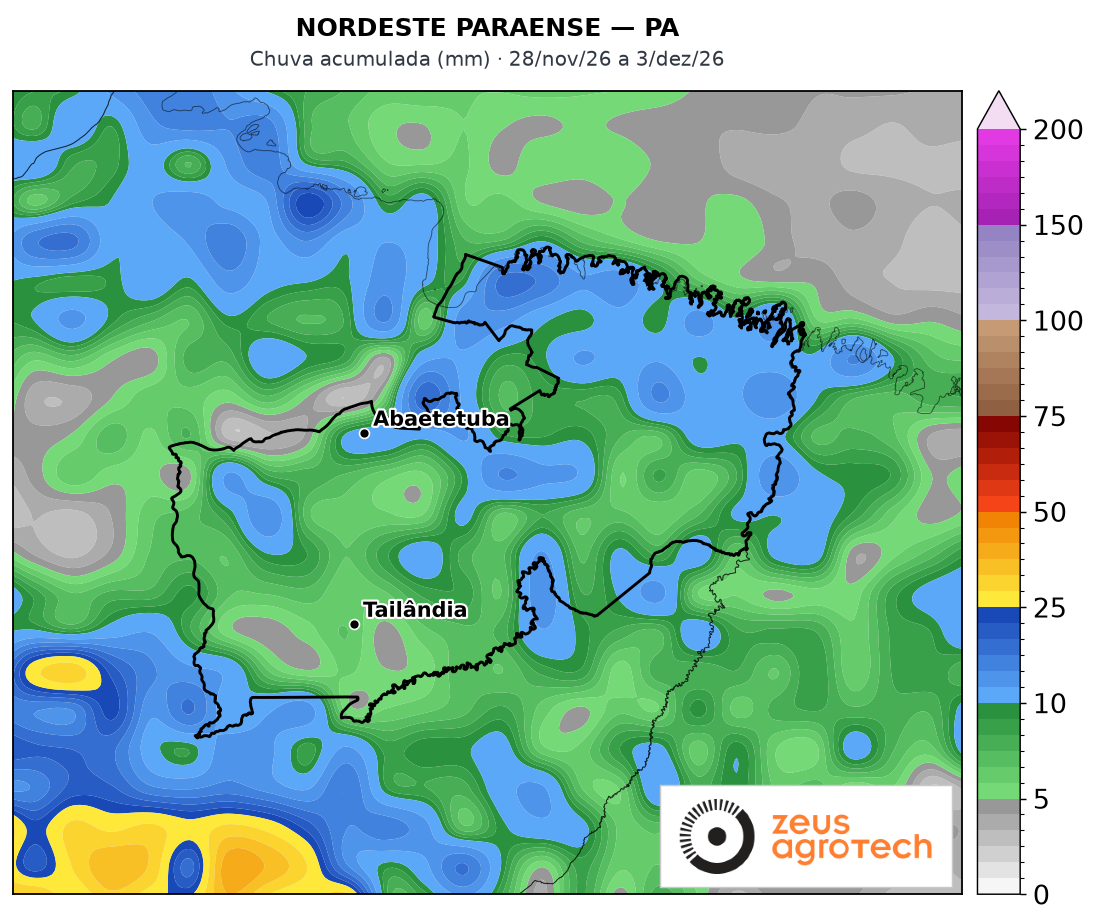 NORDESTE PARAENSE — PA
Chuva acumulada (mm) · 28/nov/26 a 3/dez/26
200
150
100
75
50
25
10
5
0
Abaetetuba
Tailândia
zeus
agrotech